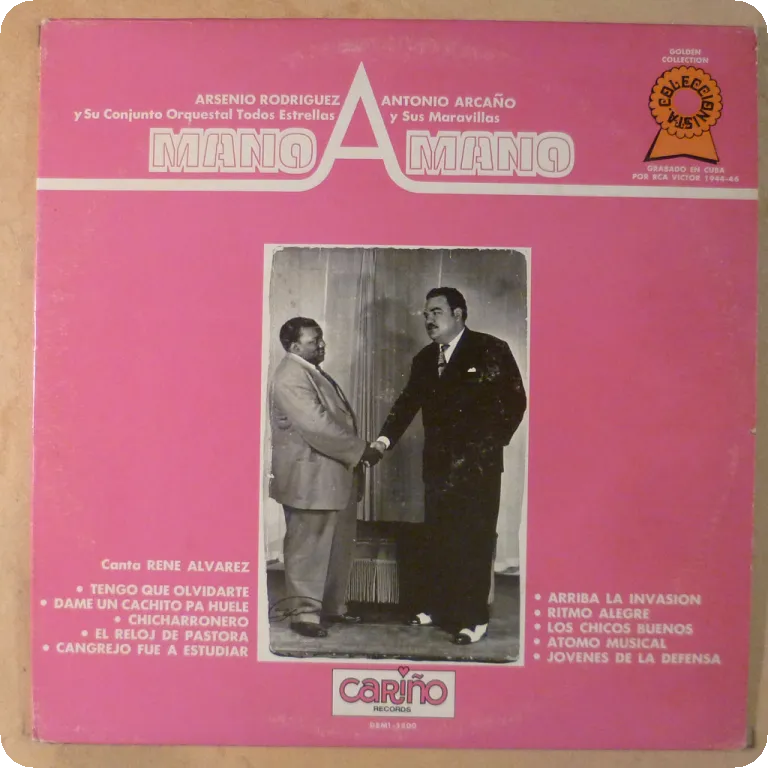 GOLDEN
COLLECTION
COLECCIONISTA
GRABADO EN CUBA
POR RCA VICTOR 1944-46
ARSENIO RODRIGUEZ
y Su Conjunto Orquestal Todos Estrellas
ANTONIO ARCAÑO
y Sus Maravillas
MANO A MANO
Canta RENE ALVAREZ
• TENGO QUE OLVIDARTE
• DAME UN CACHITO PA HUELE
• CHICHARRONERO
• EL RELOJ DE PASTORA
• CANGREJO FUE A ESTUDIAR
• ARRIBA LA INVASION
• RITMO ALEGRE
• LOS CHICOS BUENOS
• ATOMO MUSICAL
• JOVENES DE LA DEFENSA
cariño
RECORDS